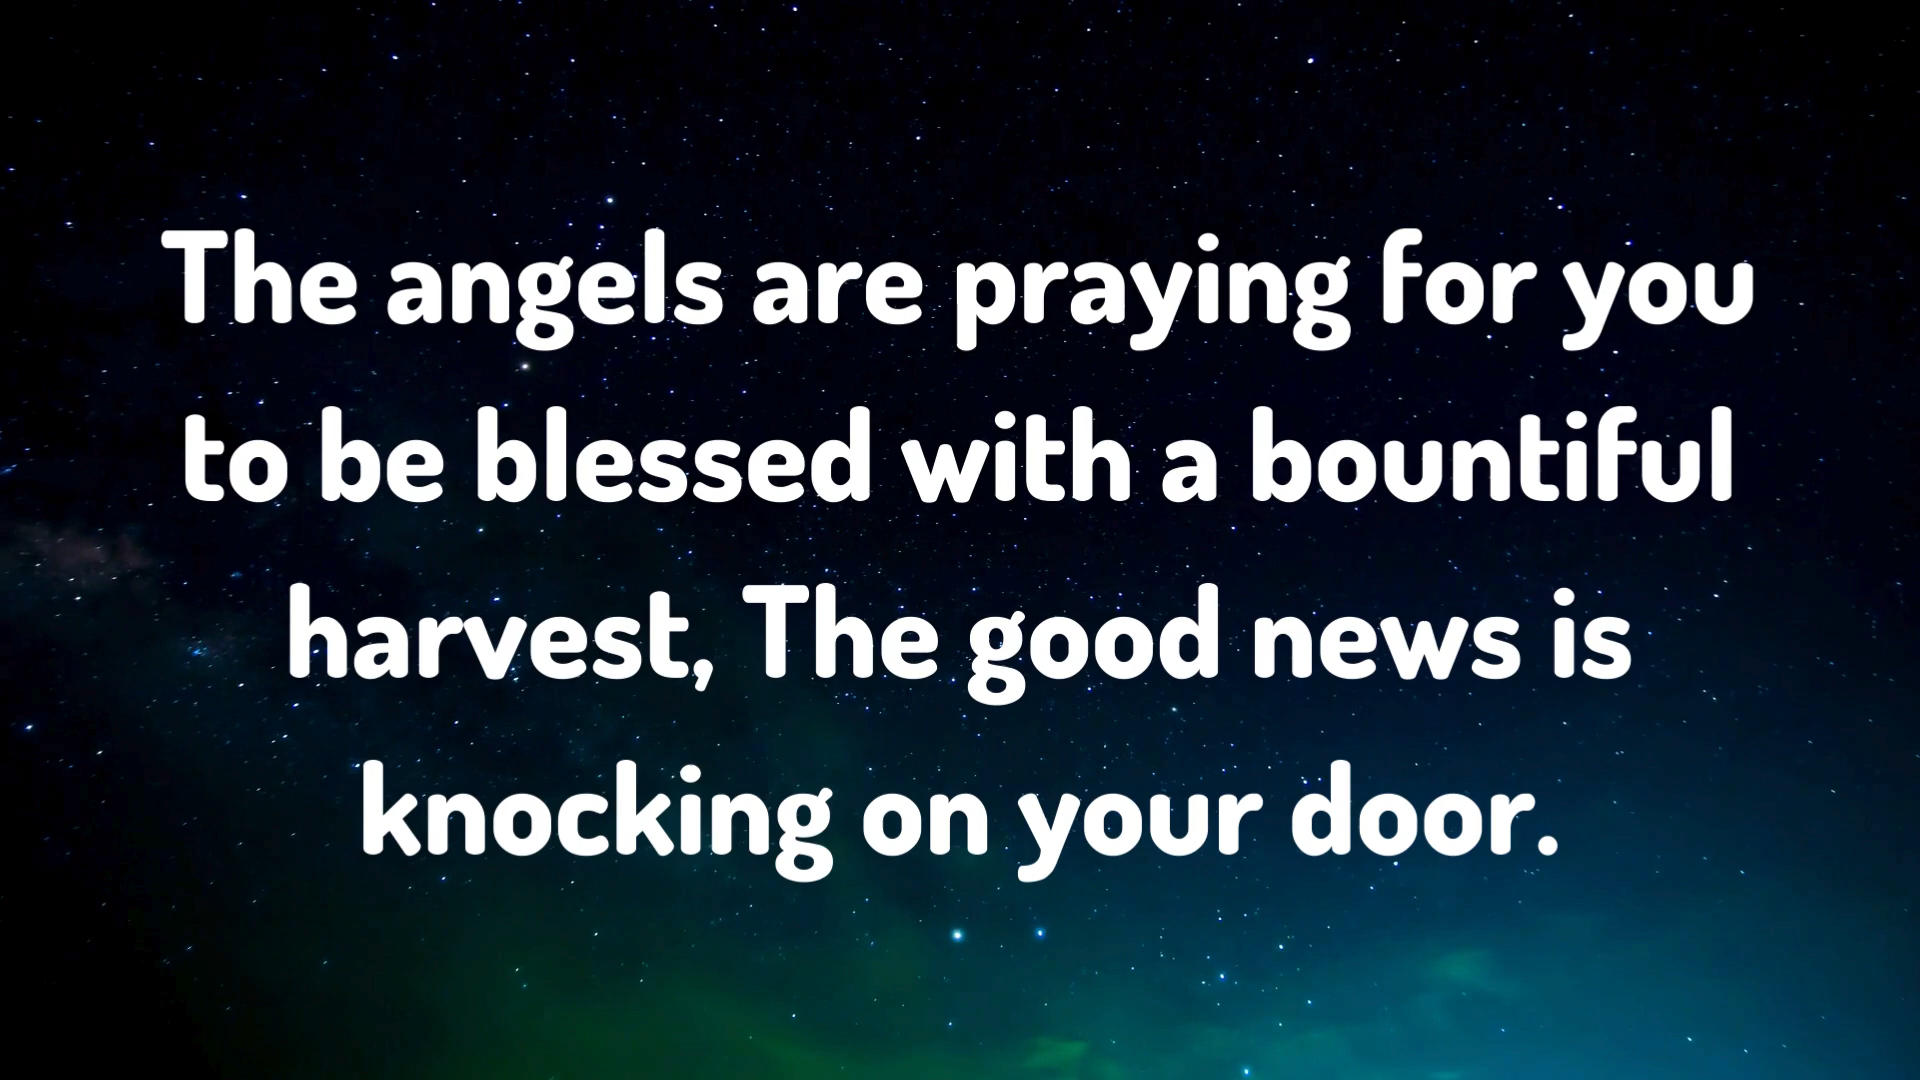 The angels are praying for you
to be blessed with a bountiful
harvest, The good news is
knocking on your door.